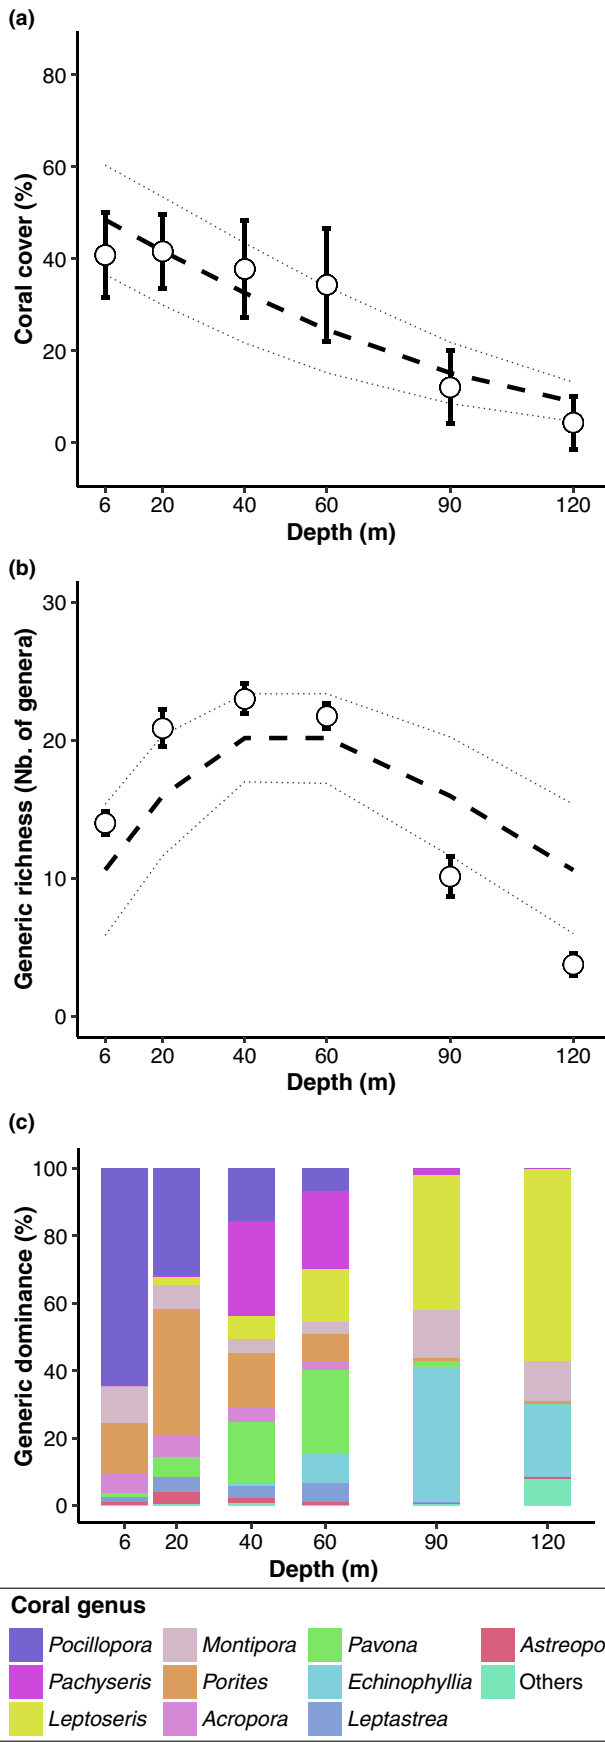 (a)
80
60
40
20
0
Coral cover (%)
6 20 40 60 90 120
Depth (m)
(b)
30
20
10
0
Generic richness (Nb. of genera)
6 20 40 60 90 120
Depth (m)
(c)
100
80
60
40
20
0
Generic dominance (%)
6 20 40 60 90 120
Depth (m)
Coral genus
Pocillopora Montipora Pavona Astreopo
Pachyseris Porites Echinophyllia Others
Leptoseris Acropora Leptastrea